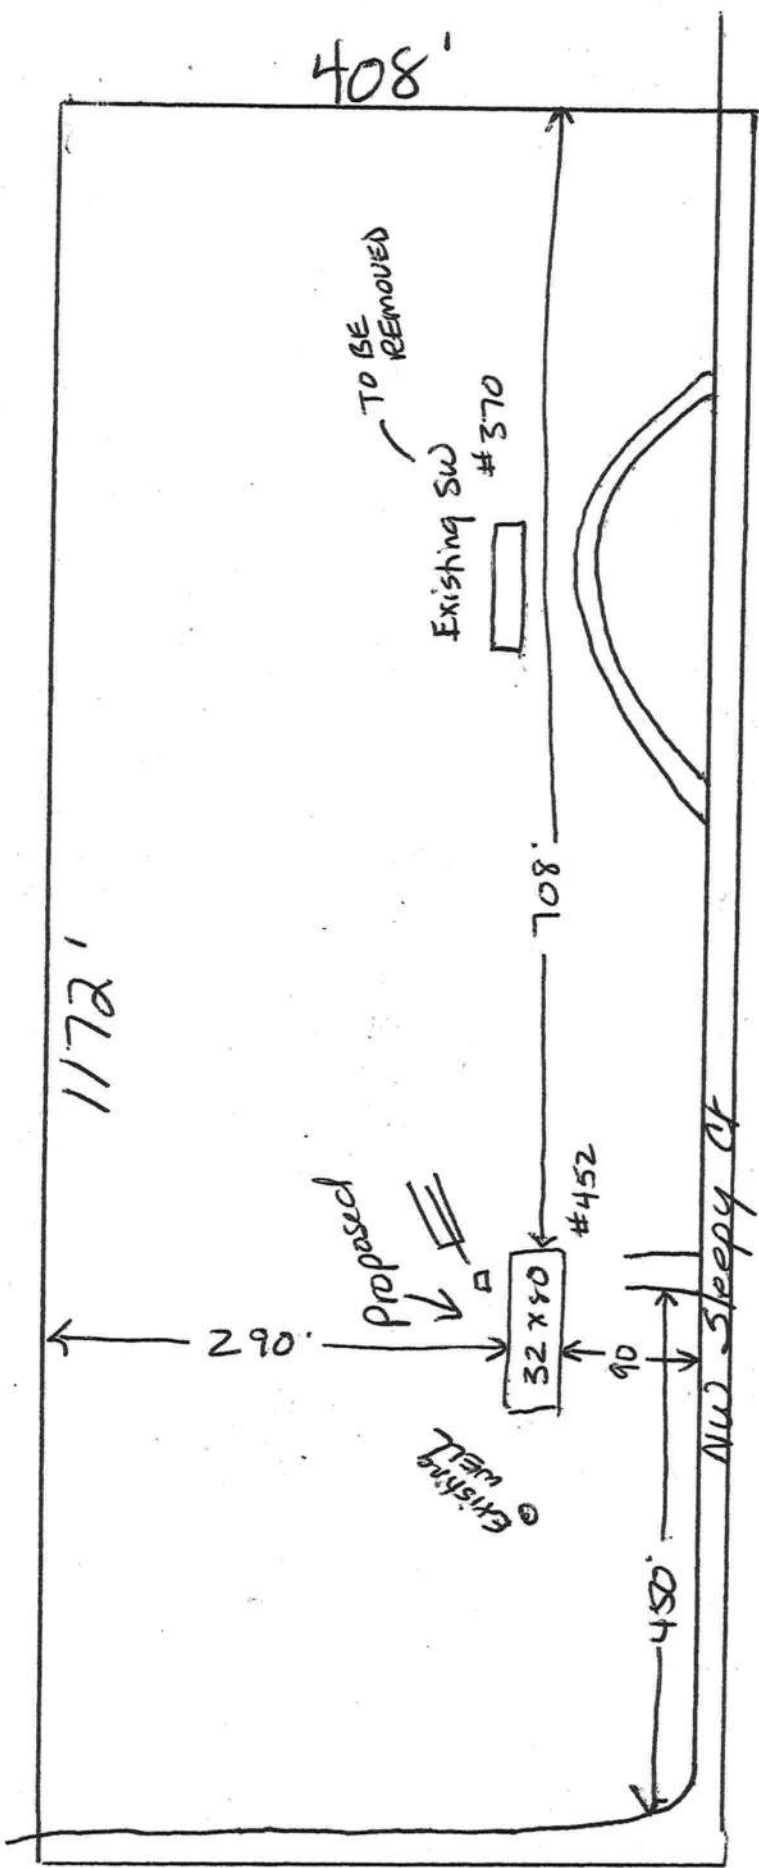 408'
TO BE
REMOVED
Existing SW
#370
1172'
708'
Proposed
#452
290'
32 x 80
90
Existing
WELL
450'
NW Sleepy Ct